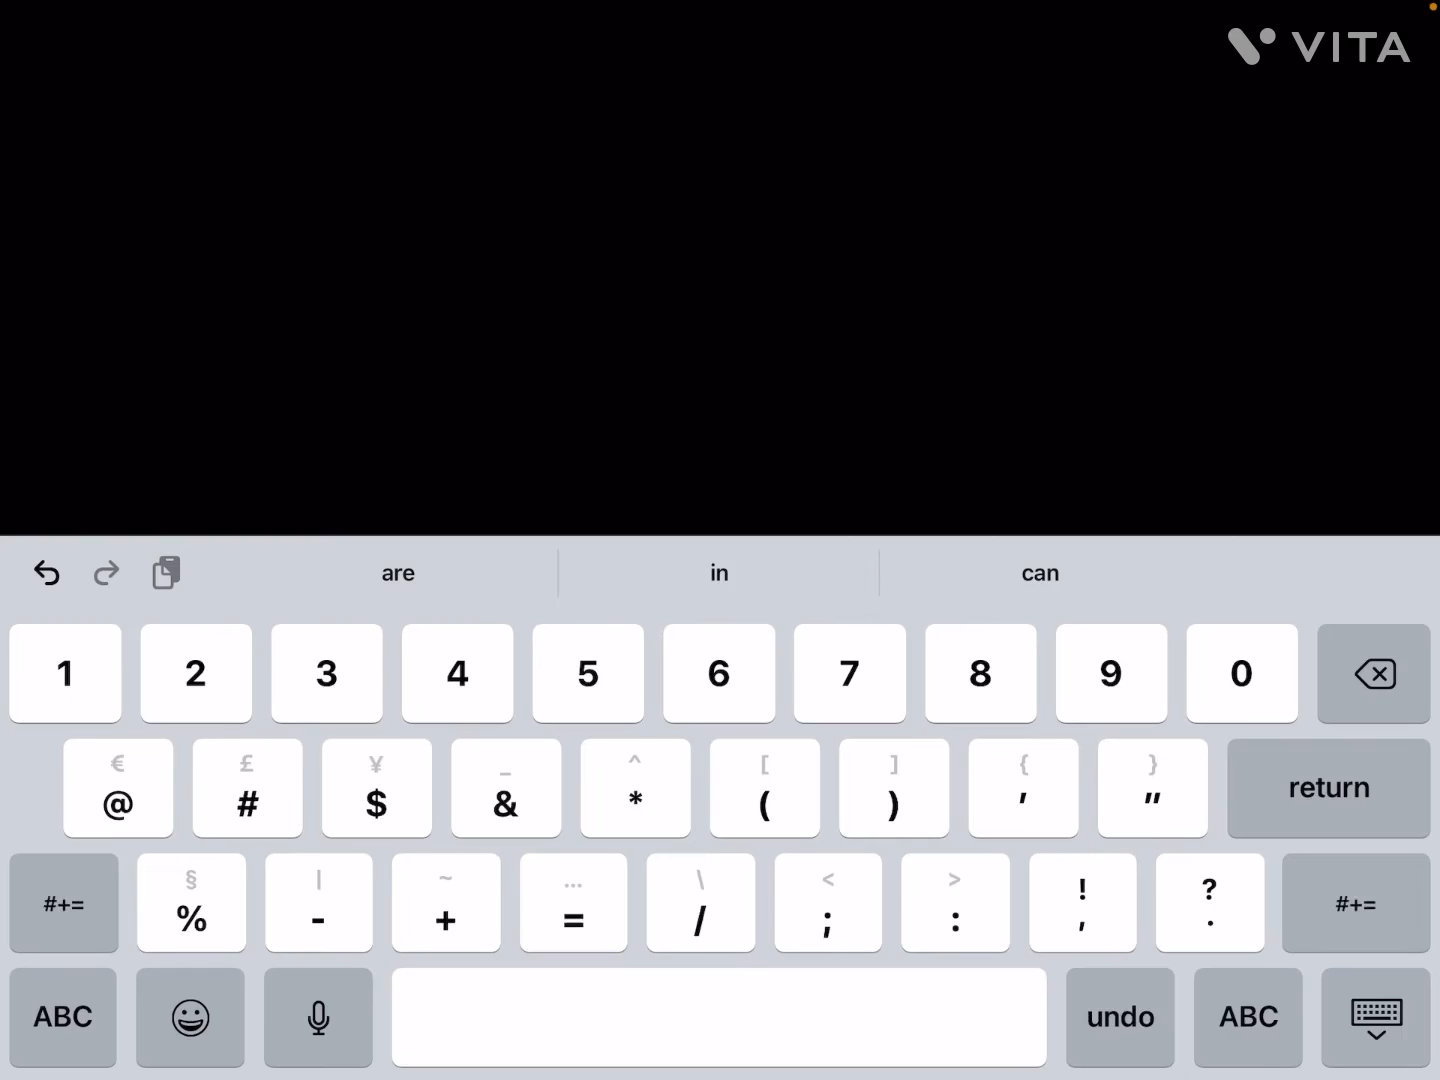 VITA
are in can
1 2 3 4 5 6 7 8 9 0
€ £ ¥ _ ^ [ ] { }
@ # $ & * ( ) ' " return
§ | ~ … \ < > ! ?
#+= % - + = / ; : , . #+=
ABC undo ABC